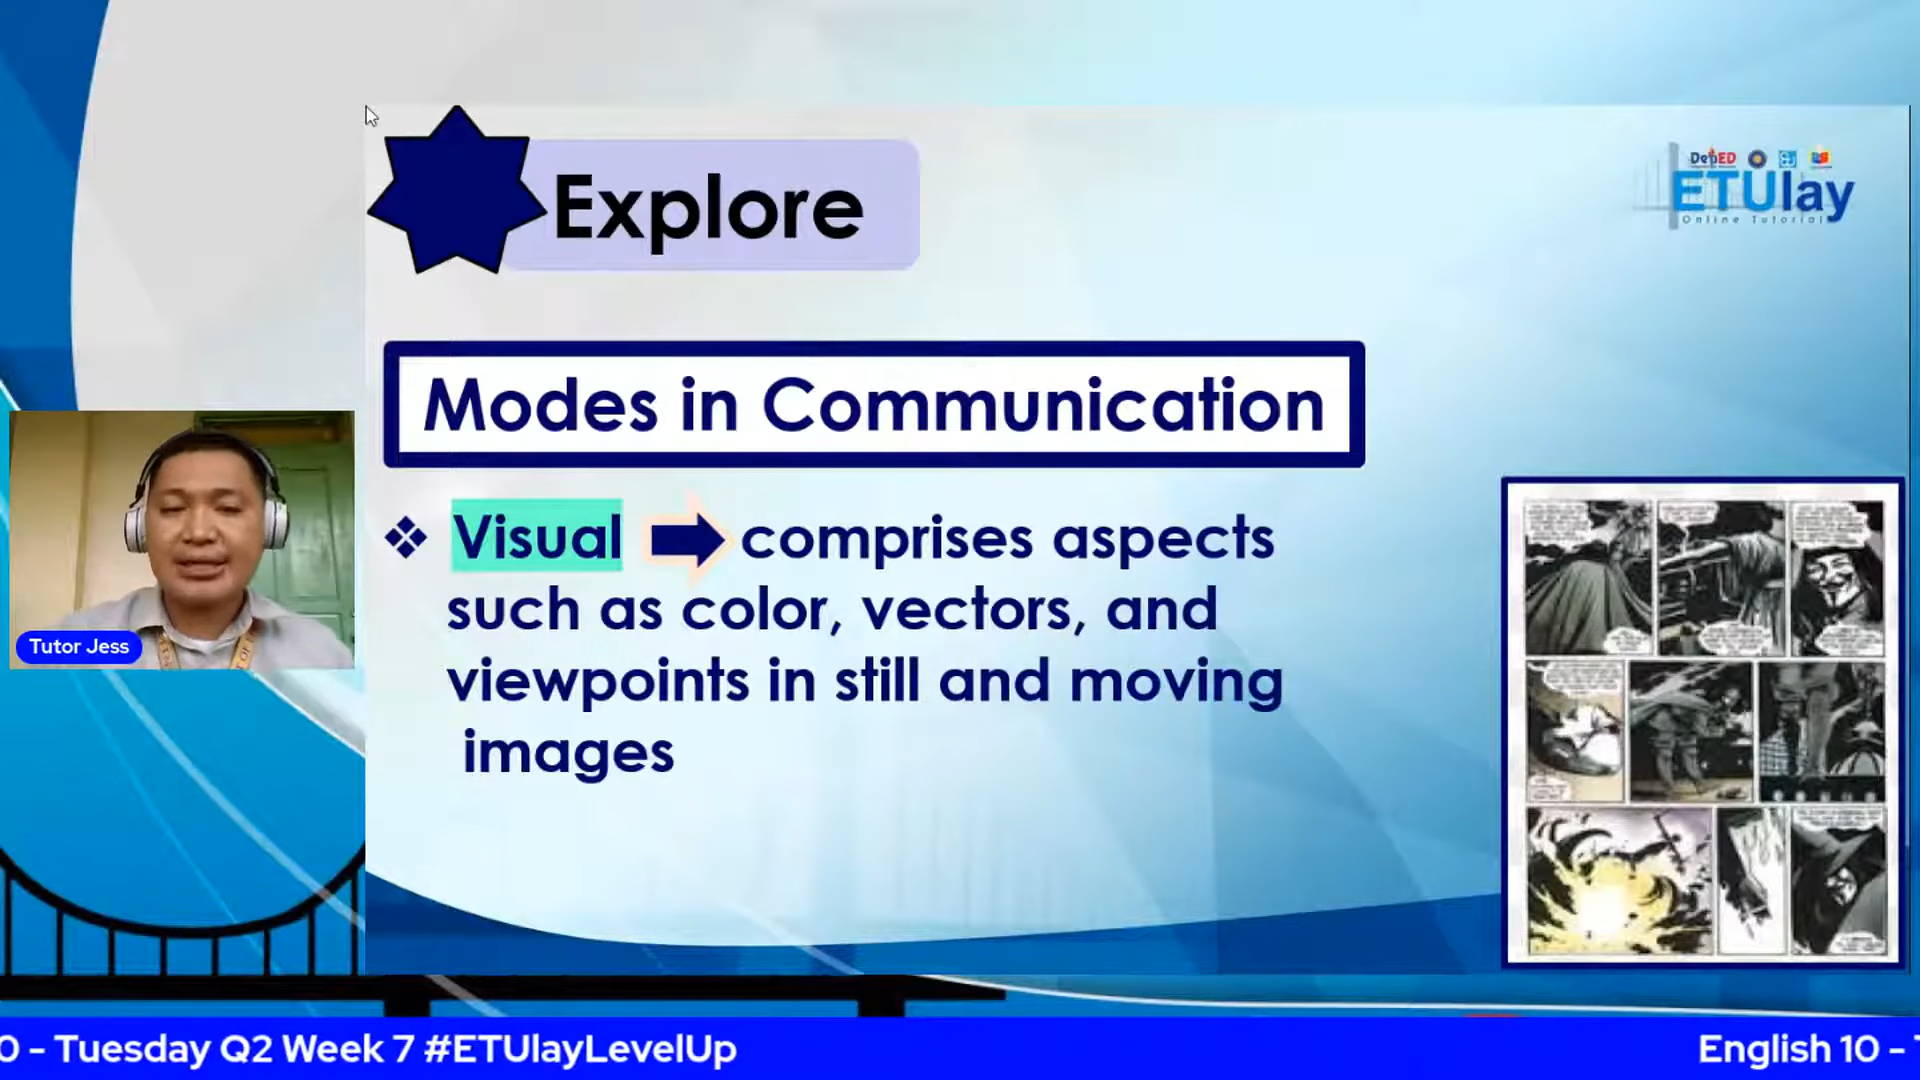 Explore
DepED
ETUlay
Online Tutorial
Modes in Communication
Visual comprises aspects
such as color, vectors, and
viewpoints in still and moving
images
Tutor Jess
0 - Tuesday Q2 Week 7 #ETUlayLevelUp
English 10 -